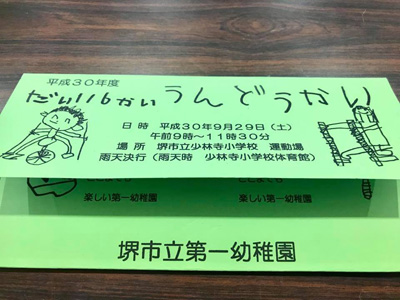 平成30年度
だい116かい うんどうかい
日時 平成30年9月29日(土)
午前9時～11時30分
場所 堺市立少林寺小学校 運動場
雨天決行(雨天時 少林寺小学校体育館)
楽しい第一幼稚園 楽しい第一幼稚園
堺市立第一幼稚園